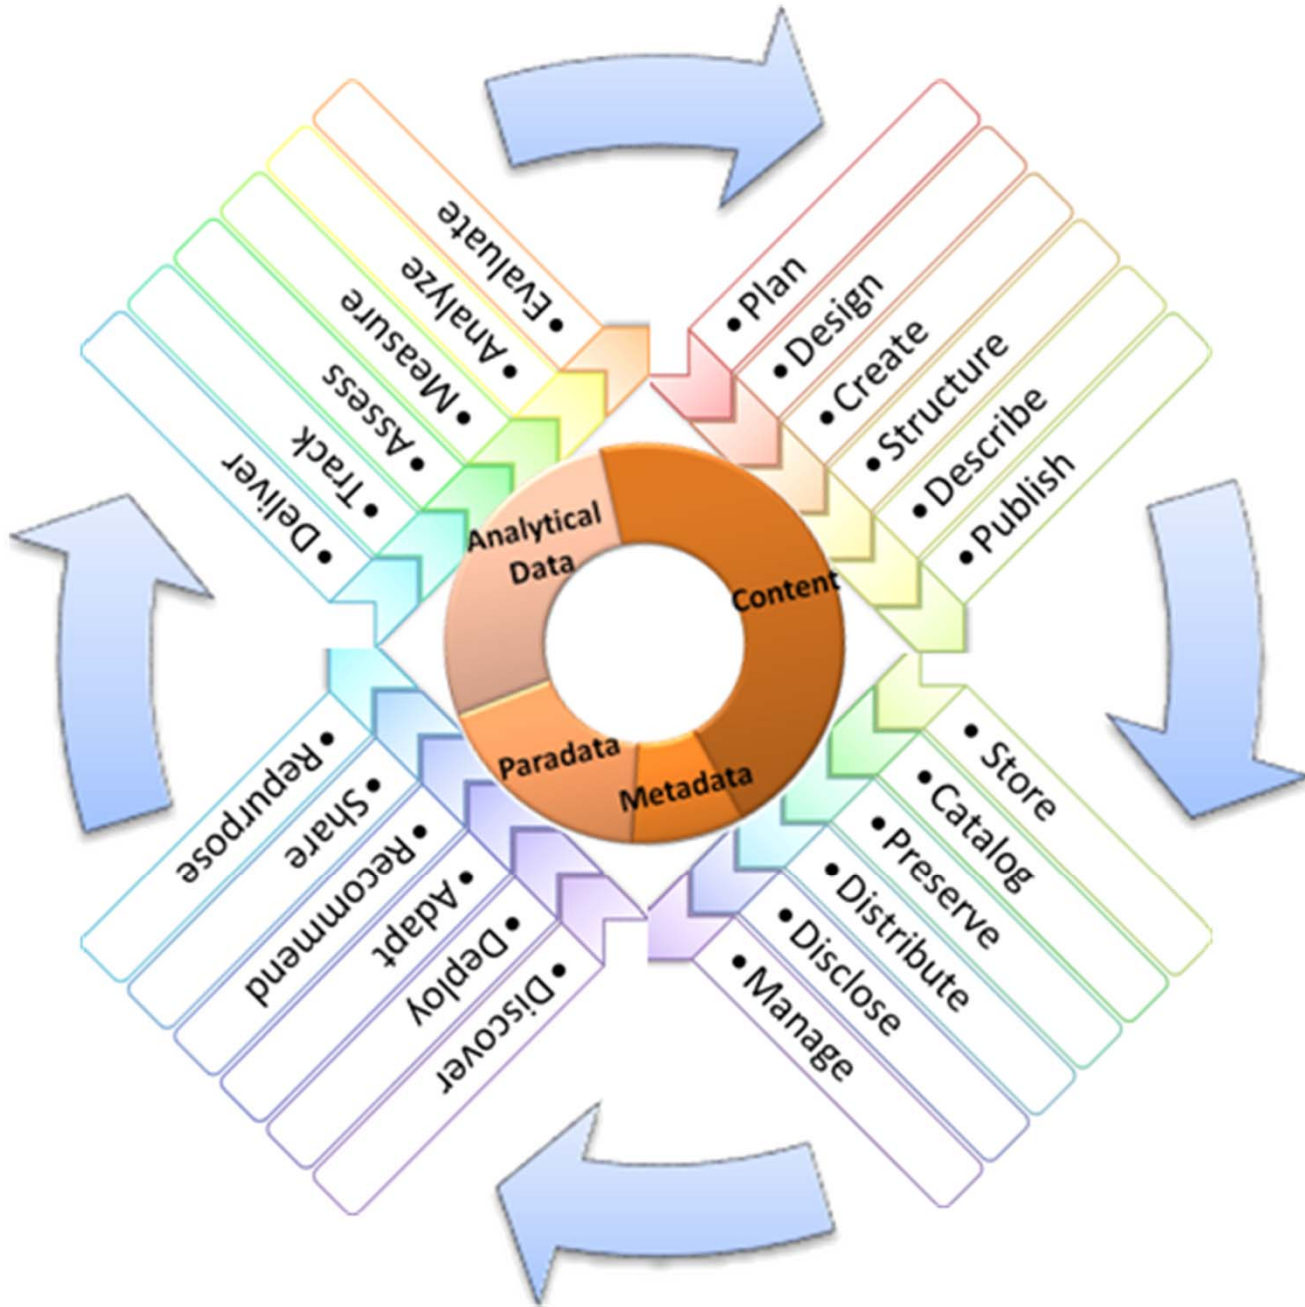 Plan
Design
Create
Structure
Describe
Publish
Store
Catalog
Preserve
Distribute
Disclose
Manage
Discover
Deploy
Adapt
Recommend
Share
Repurpose
Deliver
Track
Assess
Measure
Analyze
Evaluate
Content
Metadata
Paradata
Analytical
Data